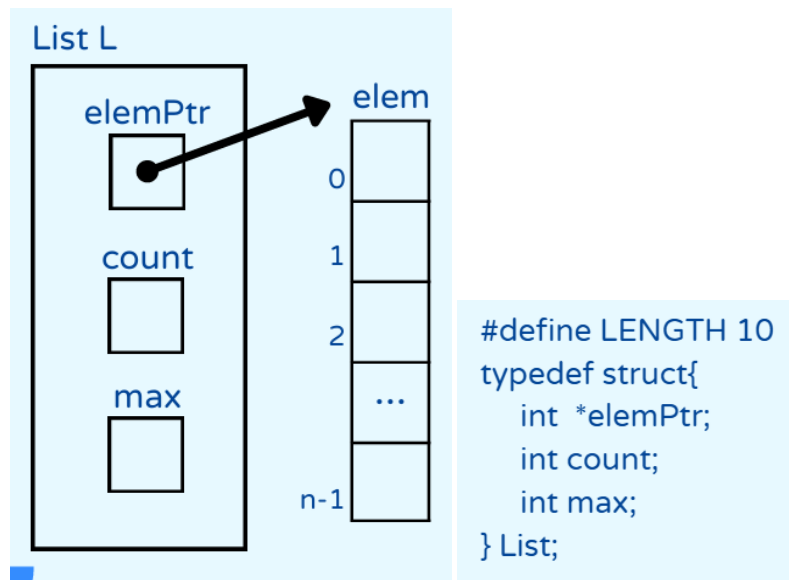 List L
elemPtr
elem
0
count
1
2
max
...
n-1
#define LENGTH 10
typedef struct{
int *elemPtr;
int count;
int max;
} List;